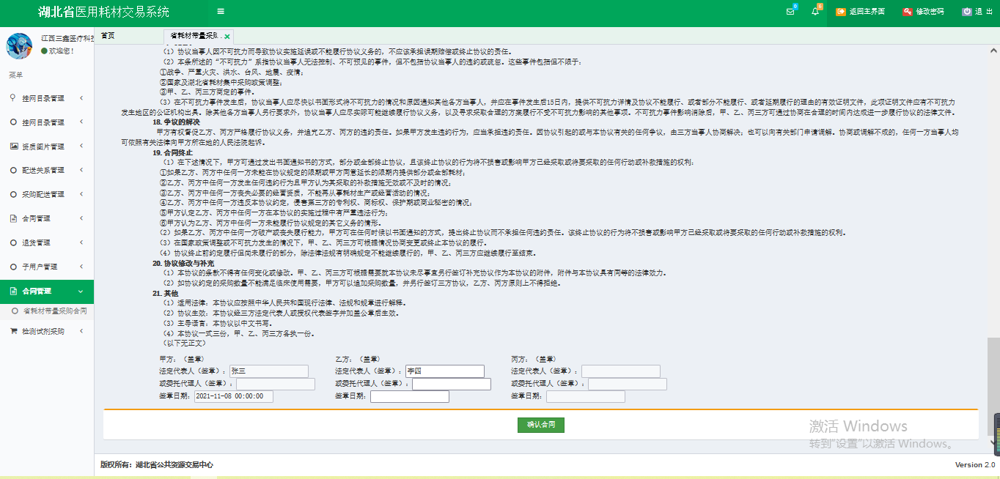 湖北省医用耗材交易系统
0
6
返回主界面
修改密码
退 出
江西三鑫医疗科技
欢迎您！
菜单
挂网目录管理
挂网目录管理
资质图片管理
配送关系管理
采购配送管理
合同管理
退货管理
子用户管理
合同管理
省耗材带量采购合同
检测试剂采购
首页
省耗材带量采购..
（1）协议当事人因不可抗力而导致协议实施延误或不能履行协议义务的，不应该承担误期赔偿或终止协议的责任。
（2）本条所述的“不可抗力”系指协议当事人无法控制、不可预见的事件，但不包括协议当事人的违约或疏忽。这些事件包括但不限于：
①战争、严重火灾、洪水、台风、地震、疫情；
②国家及湖北省耗材集中采购政策调整；
③甲、乙、丙三方商定的事件。
（3）在不可抗力事件发生后，协议当事人应尽快以书面形式将不可抗力的情况和原因通知其他各方当事人，并应在事件发生后15日内，提供不可抗力详情及协议不能履行、或者部分不能履行、或者延期履行的理由的有效证明文件，此项证明文件应有不可抗力
发生地区的公证机构出具。除其他各方当事人另行要求外，协议当事人应尽实际可能继续履行协议义务，以及寻求采取合理的方案履行不受不可抗力影响的其他事项。不可抗力事件影响消除后，甲、乙、丙三方可通过协商在合理的时间内达成进一步履行协议的法律文件。
18. 争议的解决
甲方有权督促乙方、丙方严格履行协议义务，并追究乙方、丙方的违约责任。如果甲方发生违约行为，应当承担违约责任。因协议引起的或与本协议有关的任何争议，由三方当事人协商解决；也可以向有关部门申请调解。协商或调解不成的，任何一方当事人均
可依照有关法律向甲方所在地的人民法院起诉。
19. 合同终止
（1）在下述情况下，甲方可通过发出书面通知书的方式，部分或全部终止协议，且该终止协议的行为将不损害或影响甲方已经采取或将要采取的任何行动或补救措施的权利：
①如果乙方、丙方中任何一方未能在协议规定的限期或甲方同意延长的限期内提供部分或全部耗材；
②乙方、丙方中任何一方发生任何违约行为且甲方认为其采取的补救措施无效或不及时的情况；
③乙方、丙方中任何一方丧失必要的经营资质，不能再从事耗材生产或经营活动的情况；
④乙方、丙方中任何一方违反本协议约定，侵害第三方的专利权、商标权、保护期或商业秘密的情况；
⑤甲方认定乙方、丙方中任何一方在本协议的实施过程中有严重违法行为；
⑥甲方认为乙方、丙方中任何一方未能履行协议规定的其它义务的情形。
（2）如果乙方、丙方中任何一方破产或丧失履行能力，甲方可在任何时候以书面通知的方式，提出终止协议而不承担任何违约责任。该终止协议的行为将不损害或影响甲方已经采取或将要采取的任何行动或补救措施的权利。
（3）在国家政策调整或不可抗力发生的情况下，甲、乙、丙三方可根据情况协商变更或终止本协议的履行。
（4）协议终止前约定履行但尚未履行的部分，除法律法规有明确规定不能继续履行的，甲、乙、丙三方应继续履行至结束。
20. 协议修改与补充
（1）本协议的条款不得有任何变化或修改。甲、乙、丙三方可根据需要就本协议未尽事宜另行签订补充协议作为本协议的附件，附件与本协议具有同等的法律效力。
（2）如协议约定的采购数量不能满足临床使用需要，甲方可以追加采购数量，并另行签订三方协议，乙方、丙方原则上不得拒绝。
21. 其他
（1）适用法律：本协议应按照中华人民共和国现行法律、法规和规章进行解释。
（2）协议生效：本协议经三方法定代表人或授权代表签字并加盖公章后生效。
（3）主导语言：本协议以中文书写。
（4）本协议一式三份，甲、乙、丙三方各执一份。
（以下无正文）
甲方：（盖章） 乙方：（盖章） 丙方：（盖章）
法定代表人（签章）： 张三 法定代表人（签章）： 李四 法定代表人（签章）：
或委托代理人（签章）： 或委托代理人（签章）： 或委托代理人（签章）：
签章日期： 2021-11-08 00:00:00 签章日期： 签章日期：
确认合同
激活 Windows
转到“设置”以激活 Windows。
版权所有：湖北省公共资源交易中心
Version 2.0